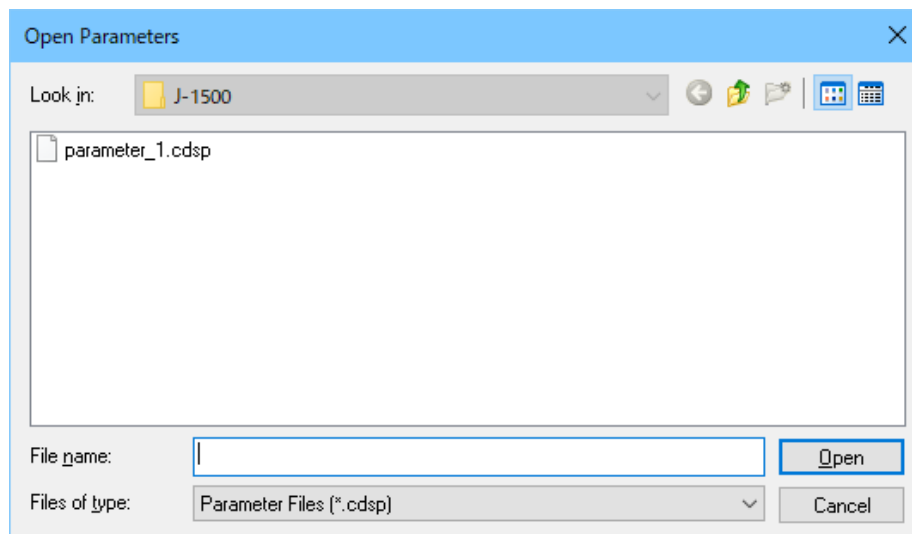 Open Parameters
Look in: J-1500
parameter_1.cdsp
File name: Open
Files of type: Parameter Files (*.cdsp) Cancel